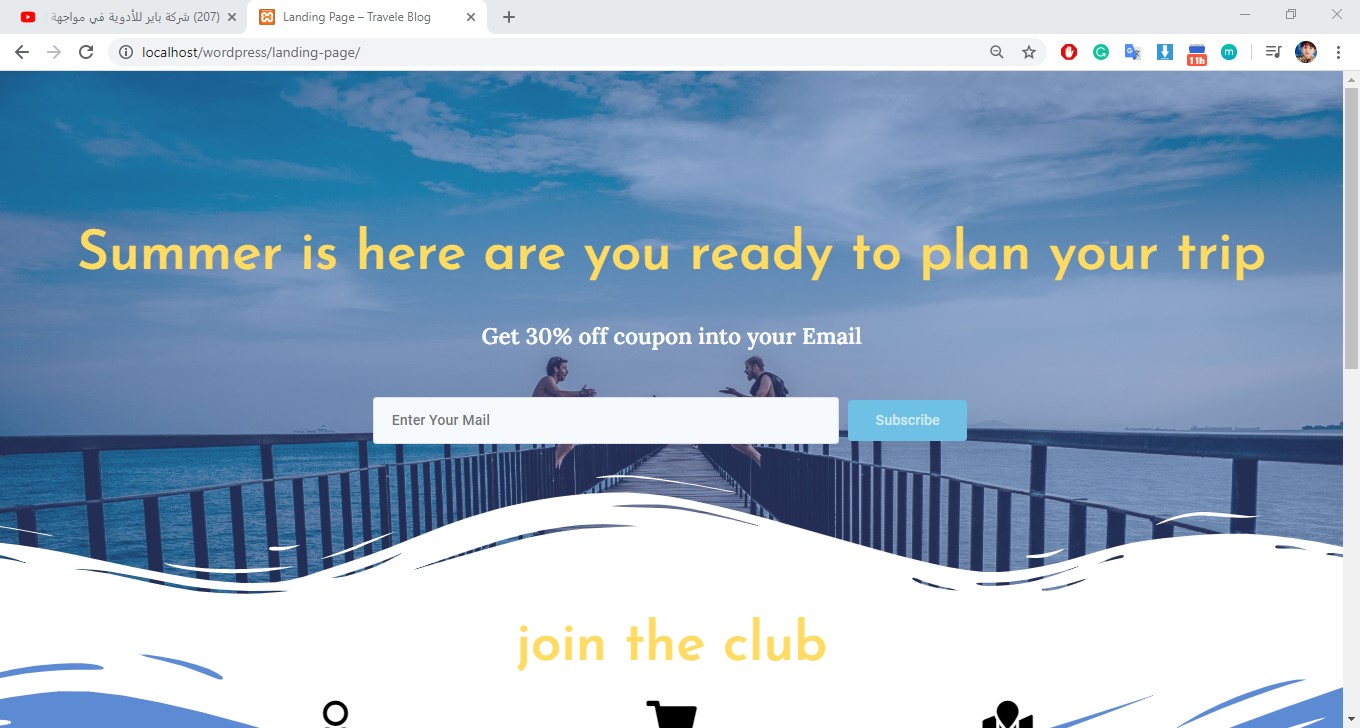 (207) شركة باير للأدوية في مواجهة
Landing Page – Travele Blog
localhost/wordpress/landing-page/
11h
m
Summer is here are you ready to plan your trip
Get 30% off coupon into your Email
Enter Your Mail
Subscribe
join the club